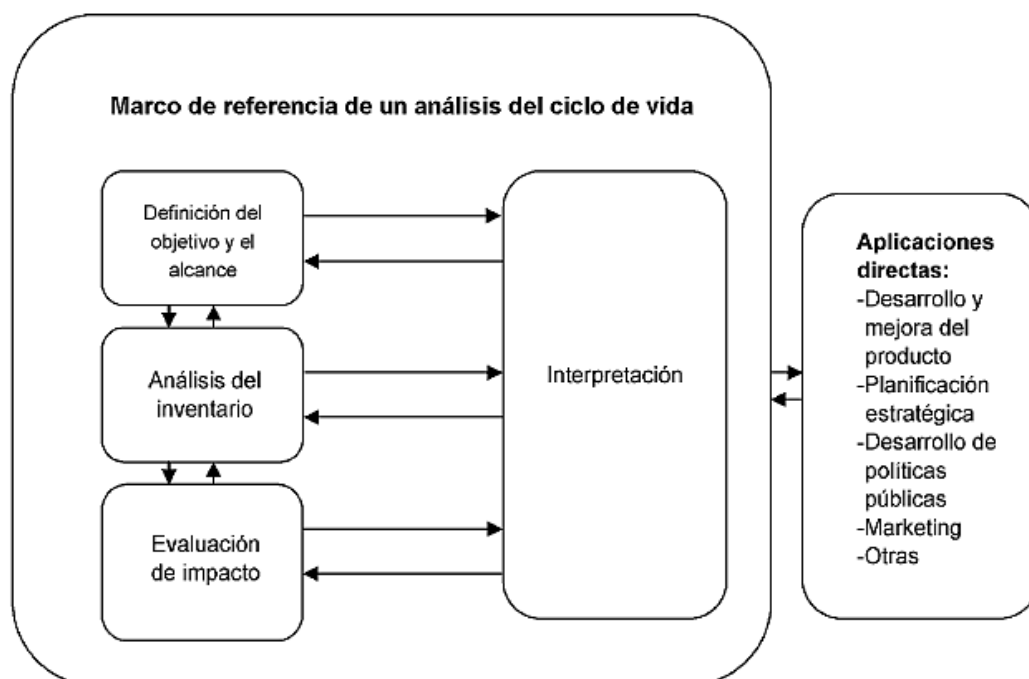 Marco de referencia de un análisis del ciclo de vida
Definición del
objetivo y el
alcance
Análisis del
inventario
Evaluación
de impacto
Interpretación
Aplicaciones
directas:
-Desarrollo y
mejora del
producto
-Planificación
estratégica
-Desarrollo de
políticas
públicas
-Marketing
-Otras